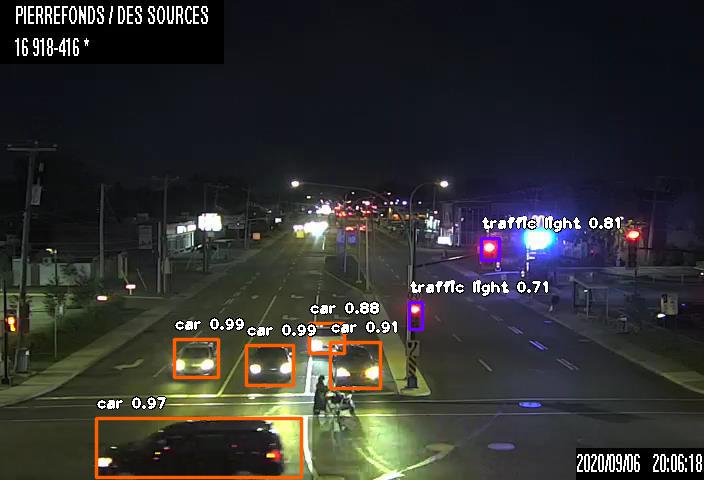 PIERREFONDS / DES SOURCES
16 918-416 *
traffic light 0.81
traffic light 0.71
car 0.88
car 0.99
car 0.99
car 0.91
car 0.97
2020/09/06 20:06:18